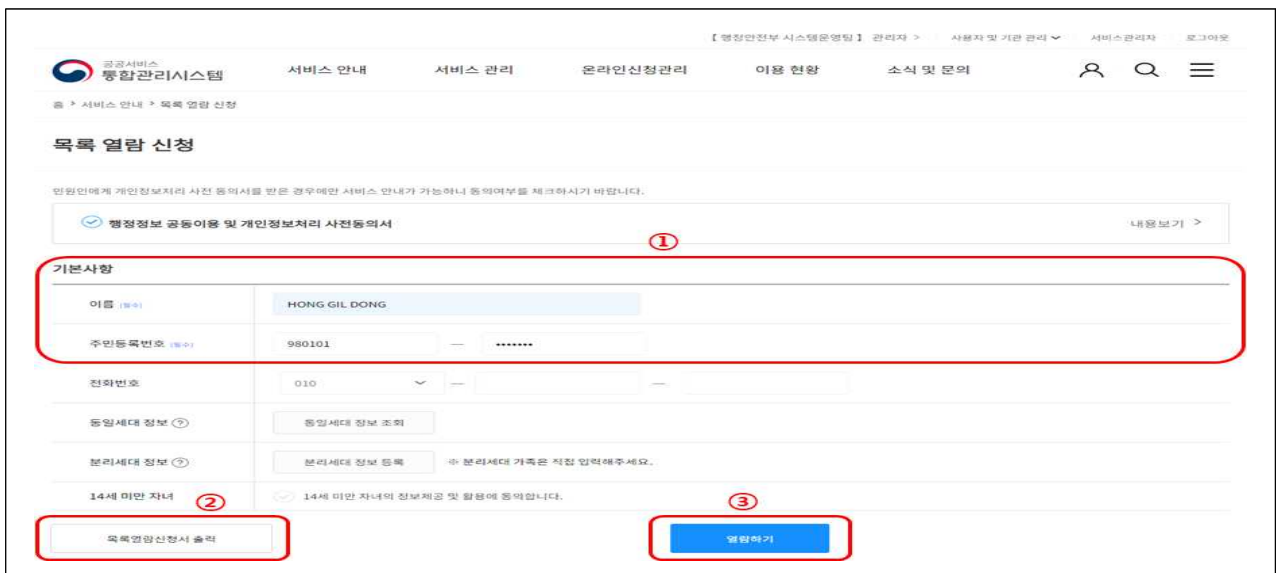 【 행정안전부 시스템운영팀 】 관리자 > 사용자 및 기관 관리 서비스관리자 로그아웃
공공서비스
통합관리시스템 서비스 안내 서비스 관리 온라인신청관리 이용 현황 소식 및 문의
홈 > 서비스 안내 > 목록 열람 신청
목록 열람 신청
민원인에게 개인정보처리 사전 동의서를 받은 경우에만 서비스 안내가 가능하니 동의여부를 체크하시기 바랍니다.
행정정보 공동이용 및 개인정보처리 사전동의서 내용보기 >
①
기본사항
이름 (필수) HONG GIL DONG
주민등록번호 (필수) 980101 — •••••••
전화번호 010 — —
동일세대 정보 ? 동일세대 정보 조회
분리세대 정보 ? 분리세대 정보 등록 ※ 분리세대 가족은 직접 입력해주세요.
14세 미만 자녀 14세 미만 자녀의 정보제공 및 활용에 동의합니다.
② ③
목록열람신청서 출력 열람하기